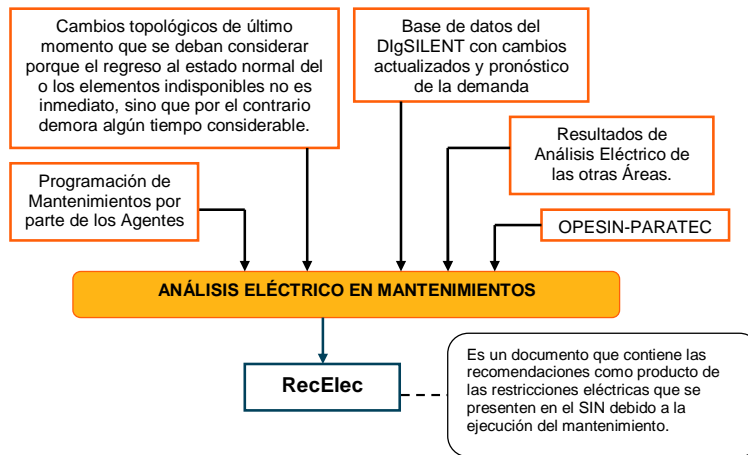 Cambios topológicos de último
momento que se deban considerar
porque el regreso al estado normal del
o los elementos indisponibles no es
inmediato, sino que por el contrario
demora algún tiempo considerable.
Base de datos del
DIgSILENT con cambios
actualizados y pronóstico
de la demanda
Resultados de
Análisis Eléctrico de
las otras Áreas.
Programación de
Mantenimientos por
parte de los Agentes
OPESIN-PARATEC
ANÁLISIS ELÉCTRICO EN MANTENIMIENTOS
RecElec
Es un documento que contiene las
recomendaciones como producto de
las restricciones eléctricas que se
presenten en el SIN debido a la
ejecución del mantenimiento.